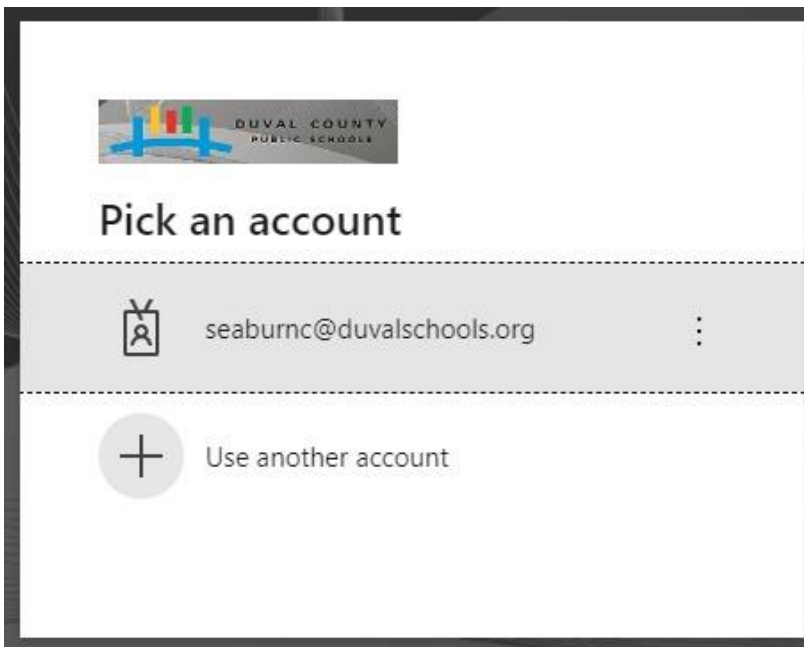 DUVAL COUNTY
PUBLIC SCHOOLS
Pick an account
seaburnc@duvalschools.org
Use another account